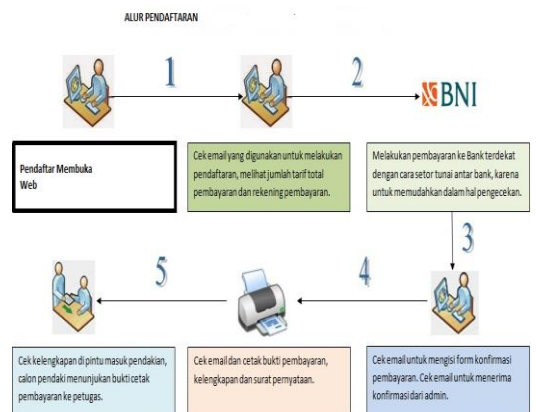 ALUR PENDAFTARAN
1
2
BNI
Pendaftar Membuka
Web
Cek email yang digunakan untuk melakukan
pendaftaran, melihat jumlah tarif total
pembayaran dan rekening pembayaran.
Melakukan pembayaran ke Bank terdekat
dengan cara setor tunai antar bank, karena
untuk memudahkan dalam hal pengecekan.
3
4
5
Cek email untuk mengisi form konfirmasi
pembayaran. Cek email untuk menerima
konfirmasi dari admin.
Cek email dan cetak bukti pembayaran,
kelengkapan dan surat pernyataan.
Cek kelengkapan di pintu masuk pendakian,
calon pendaki menunjukan bukti cetak
pembayaran ke petugas.